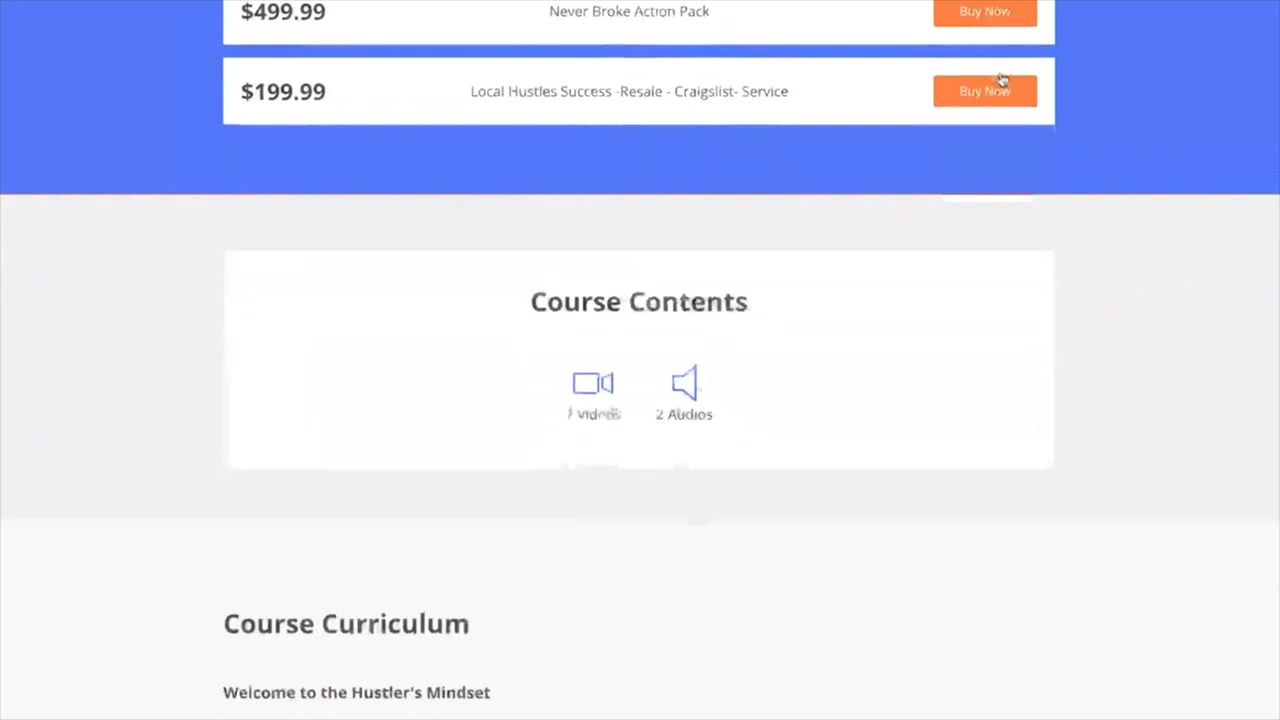 $499.99 Never Broke Action Pack Buy Now
$199.99 Local Hustles Success -Resale - Craigslist- Service Buy Now
Course Contents
Videos 2 Audios
Course Curriculum
Welcome to the Hustler's Mindset